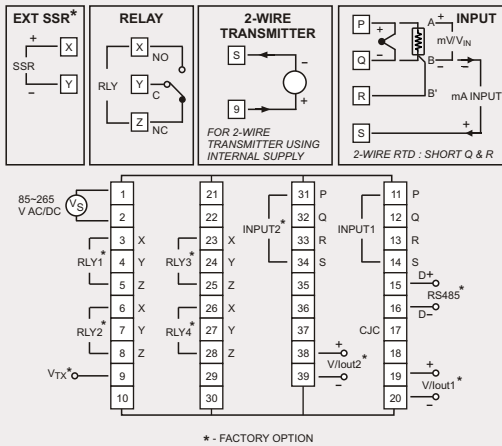 EXT SSR*
+
SSR
−
X
Y
RELAY
X
NO
RLY
Y
C
Z
NC
2-WIRE
TRANSMITTER
S
−
9
+
FOR 2-WIRE
TRANSMITTER USING
INTERNAL SUPPLY
INPUT
P
A
+
+
mV/VIN
Q
−
B
−
−
R
B'
mA INPUT
S
+
2-WIRE RTD : SHORT Q & R
85~265
V AC/DC
VS
1
2
3 X
RLY1*
4 Y
5 Z
6 X
RLY2*
7 Y
8 Z
VTX*
9
10
21
22
23 X
RLY3*
24 Y
25 Z
26 X
RLY4*
27 Y
28 Z
29
30
31 P
INPUT2*
32 Q
33 R
34 S
35
36
37
38 +
V/Iout2*
39 −
11 P
INPUT1
12 Q
13 R
14 S
15 D+
RS485*
16 D−
CJC 17
18
19 +
V/Iout1*
20 −
* - FACTORY OPTION